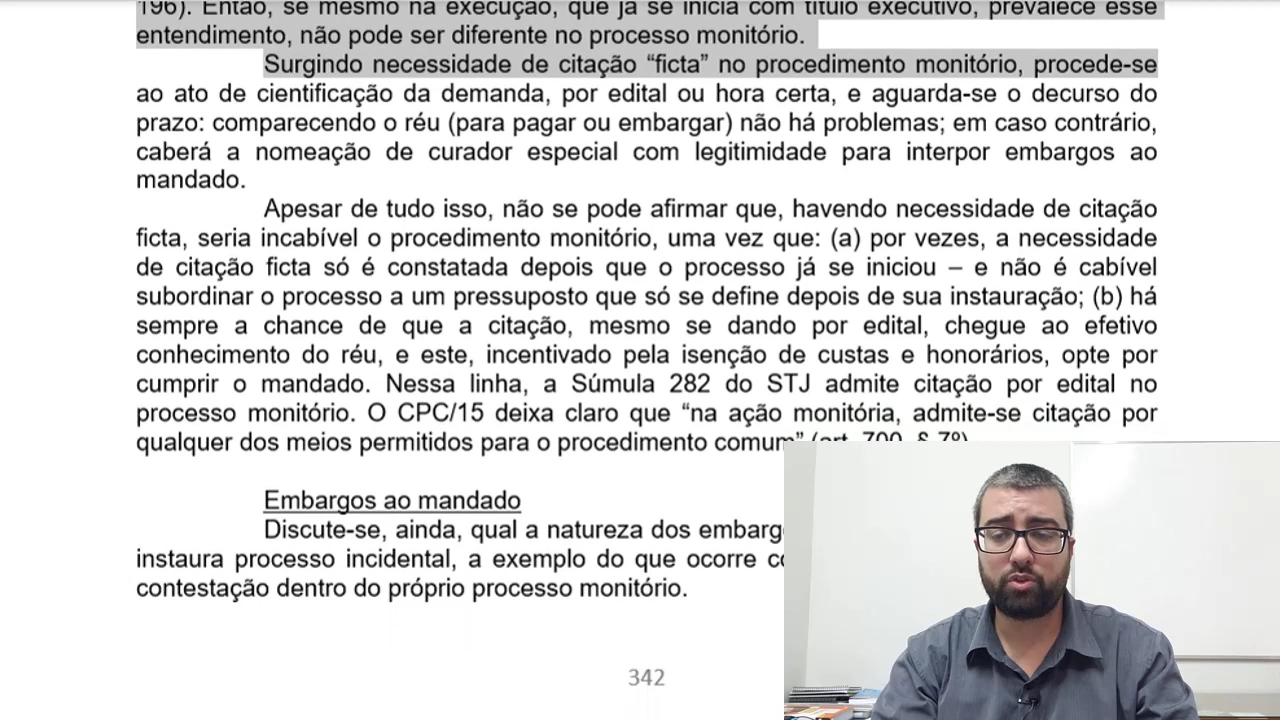 196). Então, se mesmo na execução, que já se inicia com título executivo, prevalece esse
entendimento, não pode ser diferente no processo monitório.
Surgindo necessidade de citação “ficta” no procedimento monitório, procede-se
ao ato de cientificação da demanda, por edital ou hora certa, e aguarda-se o decurso do
prazo: comparecendo o réu (para pagar ou embargar) não há problemas; em caso contrário,
caberá a nomeação de curador especial com legitimidade para interpor embargos ao
mandado.
Apesar de tudo isso, não se pode afirmar que, havendo necessidade de citação
ficta, seria incabível o procedimento monitório, uma vez que: (a) por vezes, a necessidade
de citação ficta só é constatada depois que o processo já se iniciou – e não é cabível
subordinar o processo a um pressuposto que só se define depois de sua instauração; (b) há
sempre a chance de que a citação, mesmo se dando por edital, chegue ao efetivo
conhecimento do réu, e este, incentivado pela isenção de custas e honorários, opte por
cumprir o mandado. Nessa linha, a Súmula 282 do STJ admite citação por edital no
processo monitório. O CPC/15 deixa claro que “na ação monitória, admite-se citação por
qualquer dos meios permitidos para o procedimento comum” (art. 700, § 7º).
Embargos ao mandado
Discute-se, ainda, qual a natureza dos
instaura processo incidental, a exemplo do que ocorre
contestação dentro do próprio processo monitório.
342